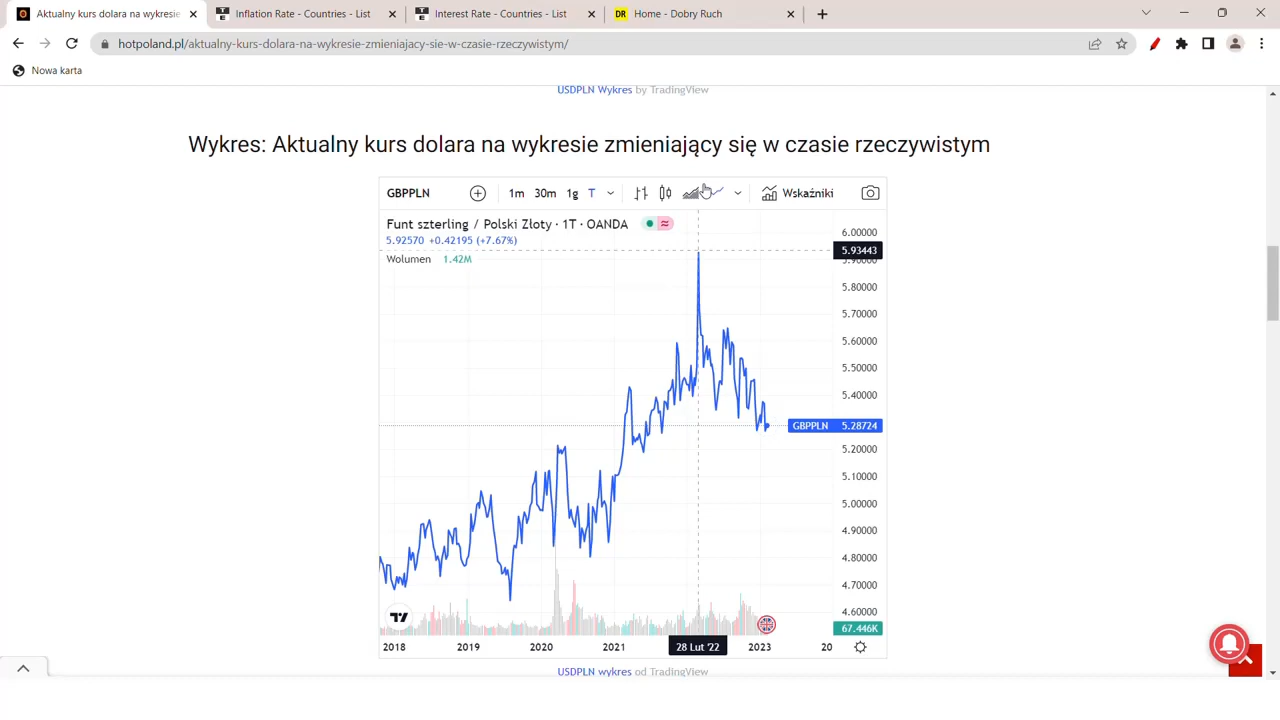 Aktualny kurs dolara na wykresie
Inflation Rate - Countries - List
Interest Rate - Countries - List
DR Home - Dobry Ruch
hotpoland.pl/aktualny-kurs-dolara-na-wykresie-zmieniajacy-sie-w-czasie-rzeczywistym/
Nowa karta
USDPLN Wykres by TradingView
Wykres: Aktualny kurs dolara na wykresie zmieniający się w czasie rzeczywistym
GBPPLN 1m 30m 1g T Wskaźniki
Funt szterling / Polski Złoty · 1T · OANDA
5.92570 +0.42195 (+7.67%)
Wolumen 1.42M
6.00000
5.93443
5.90000
5.80000
5.70000
5.60000
5.50000
5.40000
GBPPLN 5.28724
5.20000
5.10000
5.00000
4.90000
4.80000
4.70000
4.60000
67.446K
2018 2019 2020 2021 28 Lut '22 2023 20
USDPLN wykres od TradingView